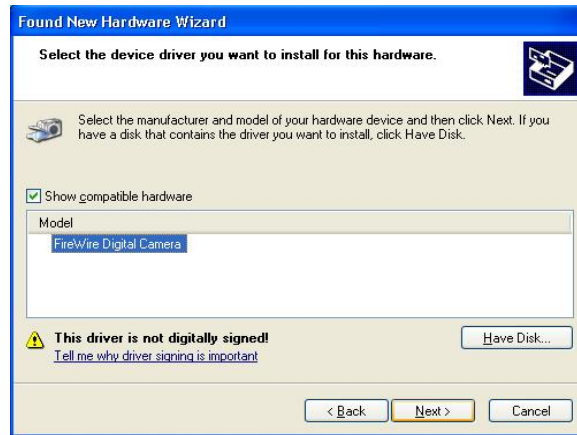 Found New Hardware Wizard
Select the device driver you want to install for this hardware.
Select the manufacturer and model of your hardware device and then click Next. If you
have a disk that contains the driver you want to install, click Have Disk.
Show compatible hardware
Model
FireWire Digital Camera
This driver is not digitally signed!
Tell me why driver signing is important
Have Disk...
< Back
Next >
Cancel